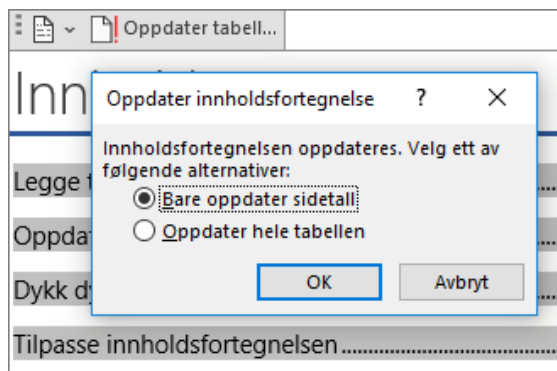 Oppdater tabell...
Inn
Oppdater innholdsfortegnelse ?
Innholdsfortegnelsen oppdateres. Velg ett av
følgende alternativer:
Bare oppdater sidetall
Oppdater hele tabellen
OK Avbryt
Legge
Oppdat
Dykk
Tilpasse innholdsfortegnelsen